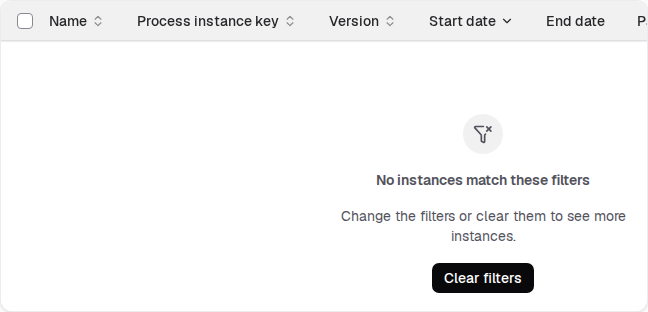 Name Process instance key Version Start date End date
No instances match these filters
Change the filters or clear them to see more
instances.
Clear filters